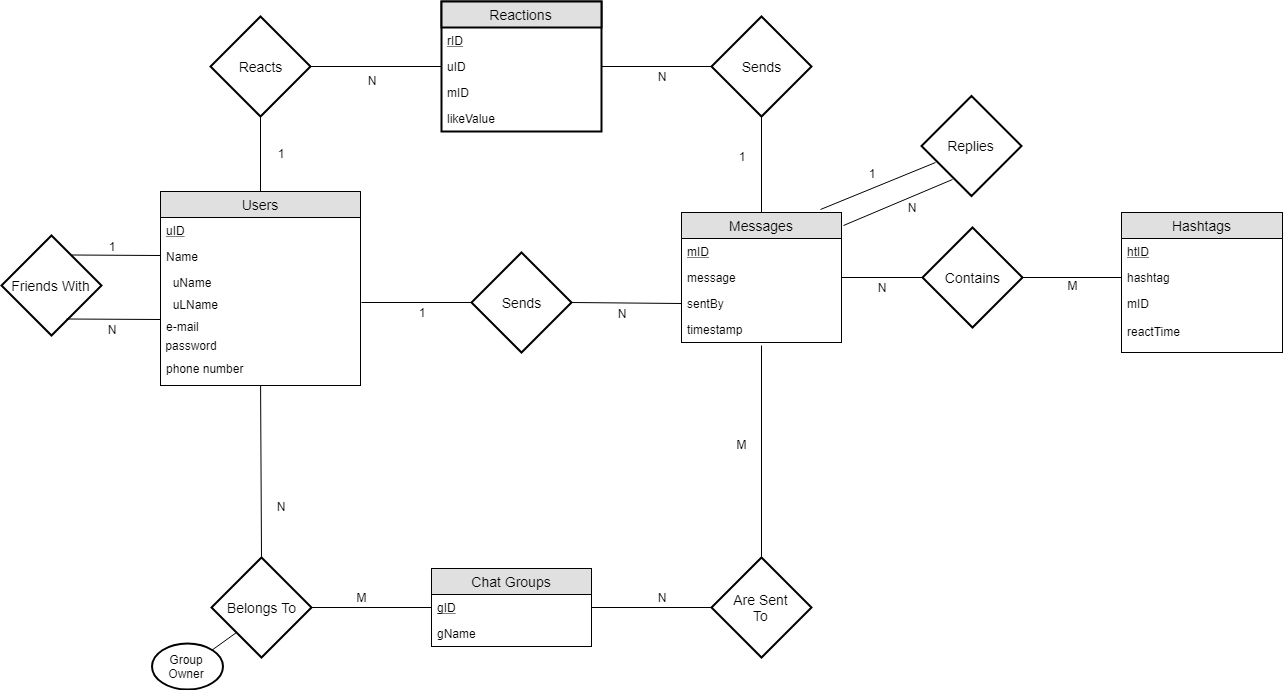 Reactions
rID
uID
mID
likeValue
Reacts
N
N
Sends
1
1
Replies
1
N
Users
uID
Name
uName
uLName
e-mail
password
phone number
Friends With
1
N
1
Sends
N
Messages
mID
message
sentBy
timestamp
N
Contains
M
Hashtags
htID
hashtag
mID
reactTime
M
N
Belongs To
M
Chat Groups
gID
gName
N
Are Sent
To
Group
Owner